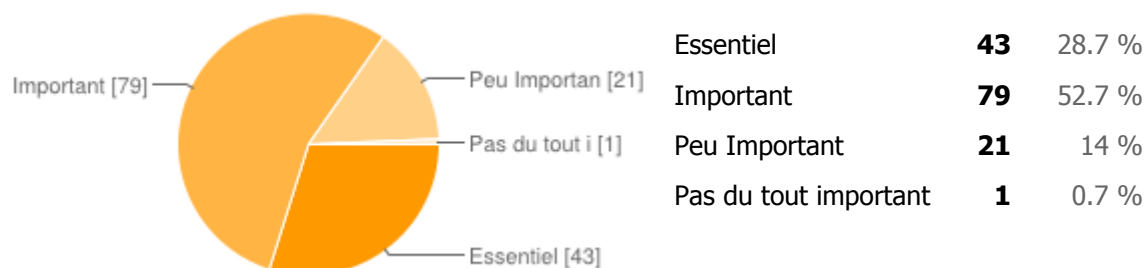 Important [79]
Peu Importan [21]
Pas du tout i [1]
Essentiel [43]
Essentiel 43 28.7 %
Important 79 52.7 %
Peu Important 21 14 %
Pas du tout important 1 0.7 %